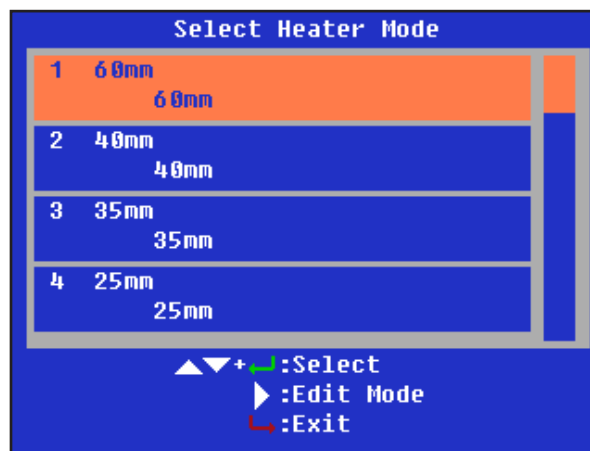 Select Heater Mode
1 60mm
60mm
2 40mm
40mm
3 35mm
35mm
4 25mm
25mm
+ :Select
:Edit Mode
:Exit